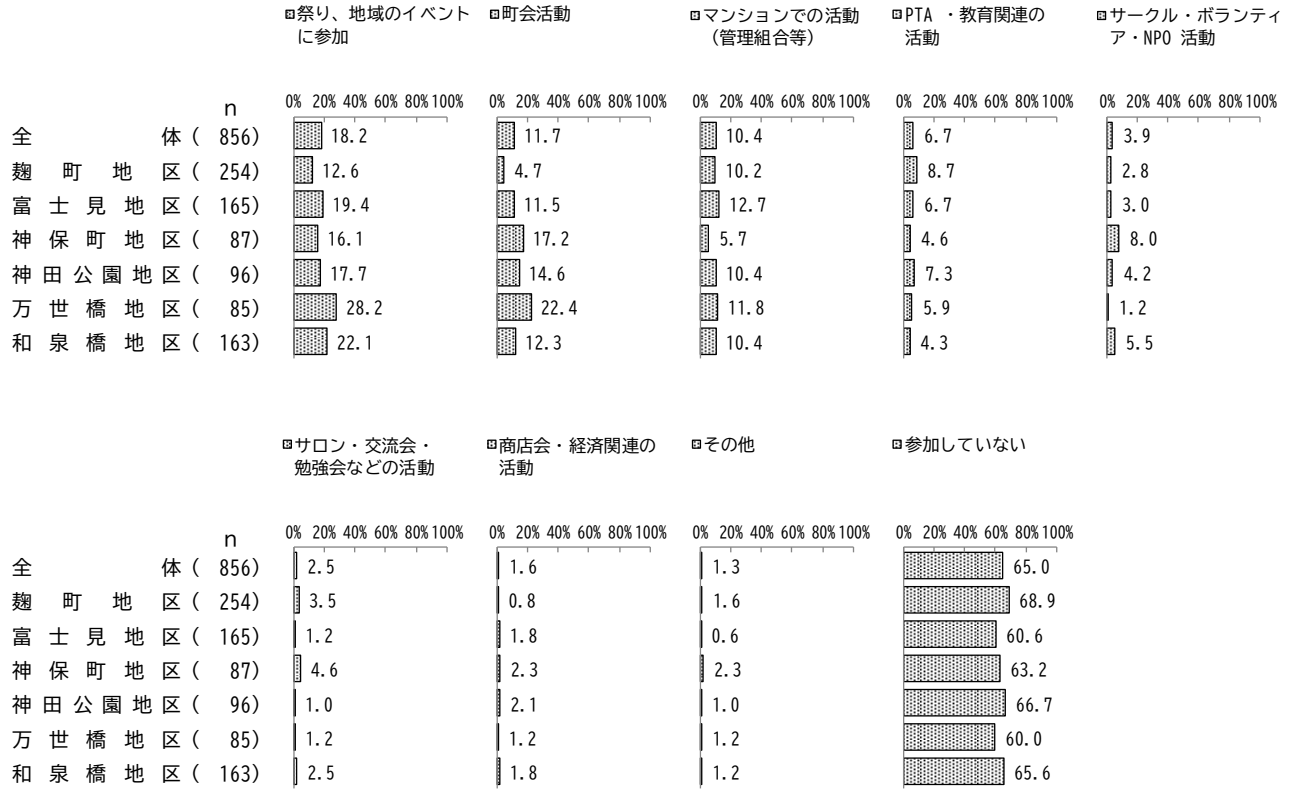 祭り、地域のイベントに参加
町会活動
マンションでの活動（管理組合等）
PTA ・教育関連の活動
サークル・ボランティア・NPO 活動
0% 20% 40% 60% 80% 100% 0% 20% 40% 60% 80% 100% 0% 20% 40% 60% 80% 100% 0% 20% 40% 60% 80% 100% 0% 20% 40% 60% 80% 100%
n
全体( 856) 18.2 11.7 10.4 6.7 3.9
麹町地区( 254) 12.6 4.7 10.2 8.7 2.8
富士見地区( 165) 19.4 11.5 12.7 6.7 3.0
神保町地区( 87) 16.1 17.2 5.7 4.6 8.0
神田公園地区( 96) 17.7 14.6 10.4 7.3 4.2
万世橋地区( 85) 28.2 22.4 11.8 5.9 1.2
和泉橋地区( 163) 22.1 12.3 10.4 4.3 5.5
サロン・交流会・勉強会などの活動
商店会・経済関連の活動
その他
参加していない
0% 20% 40% 60% 80% 100% 0% 20% 40% 60% 80% 100% 0% 20% 40% 60% 80% 100% 0% 20% 40% 60% 80% 100%
n
全体( 856) 2.5 1.6 1.3 65.0
麹町地区( 254) 3.5 0.8 1.6 68.9
富士見地区( 165) 1.2 1.8 0.6 60.6
神保町地区( 87) 4.6 2.3 2.3 63.2
神田公園地区( 96) 1.0 2.1 1.0 66.7
万世橋地区( 85) 1.2 1.2 1.2 60.0
和泉橋地区( 163) 2.5 1.8 1.2 65.6